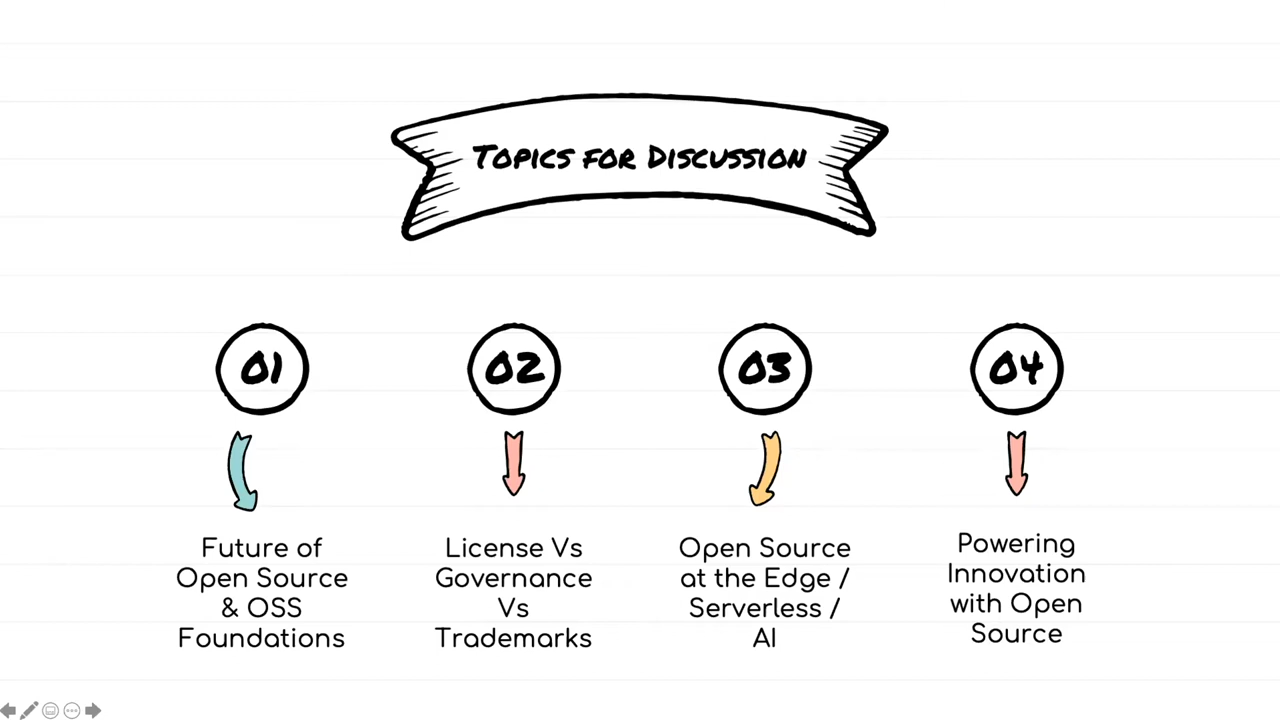 Topics for Discussion
01
02
03
04
Future of
Open Source
& OSS
Foundations
License Vs
Governance
Vs
Trademarks
Open Source
at the Edge /
Serverless /
AI
Powering
Innovation
with Open
Source